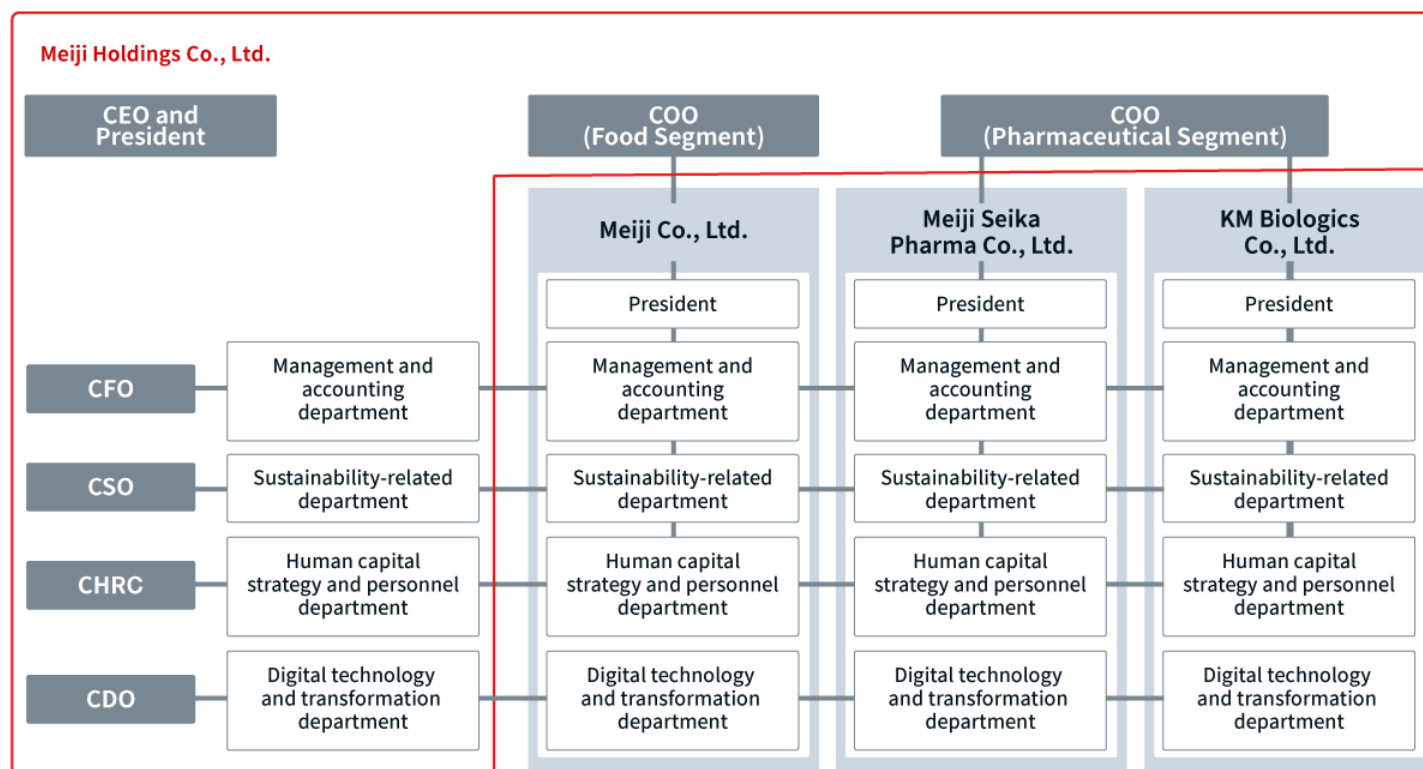 Meiji Holdings Co., Ltd.
CEO and
President
COO
(Food Segment)
COO
(Pharmaceutical Segment)
Meiji Co., Ltd.
Meiji Seika
Pharma Co., Ltd.
KM Biologics
Co., Ltd.
President
President
President
CFO
Management and
accounting
department
Management and
accounting
department
Management and
accounting
department
Management and
accounting
department
CSO
Sustainability-related
department
Sustainability-related
department
Sustainability-related
department
Sustainability-related
department
CHRC
Human capital
strategy and personnel
department
Human capital
strategy and personnel
department
Human capital
strategy and personnel
department
Human capital
strategy and personnel
department
CDO
Digital technology
and transformation
department
Digital technology
and transformation
department
Digital technology
and transformation
department
Digital technology
and transformation
department